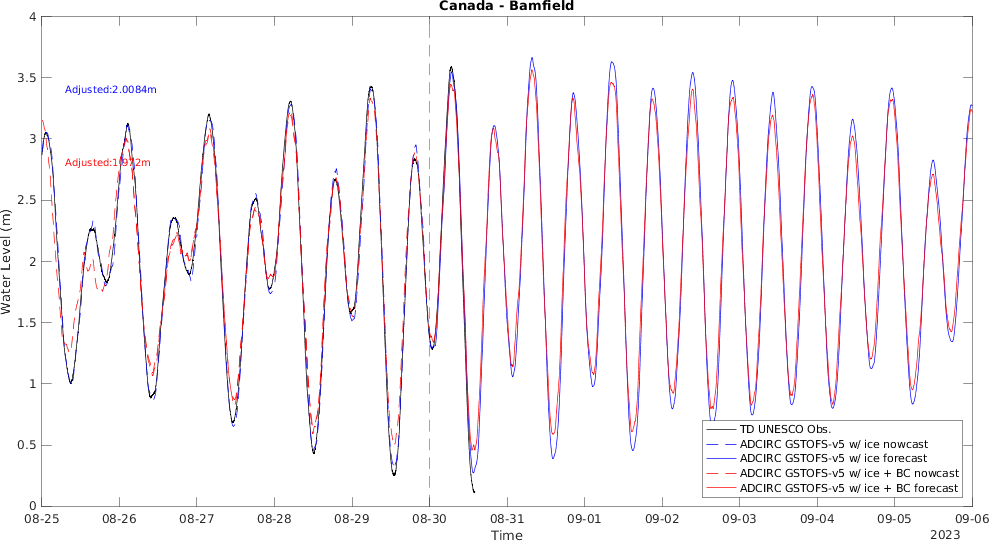 Canada - Bamfield
4
3.5
3
2.5
2
1.5
1
0.5
0
Water Level (m)
Adjusted:2.0084m
Adjusted:1.972m
TD UNESCO Obs.
ADCIRC GSTOFS-v5 w/ ice nowcast
ADCIRC GSTOFS-v5 w/ ice forecast
ADCIRC GSTOFS-v5 w/ ice + BC nowcast
ADCIRC GSTOFS-v5 w/ ice + BC forecast
08-25 08-26 08-27 08-28 08-29 08-30 08-31 09-01 09-02 09-03 09-04 09-05 09-06
Time
2023